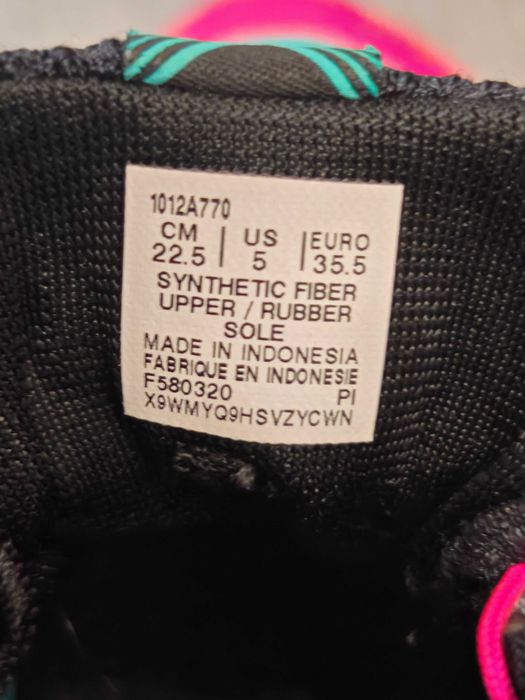 1012A770
CM | US | EURO
22.5 | 5 | 35.5
SYNTHETIC FIBER
UPPER / RUBBER
SOLE
MADE IN INDONESIA
FABRIQUE EN INDONESIE
F580320 PI
X9WMYQ9HSVZYCWN